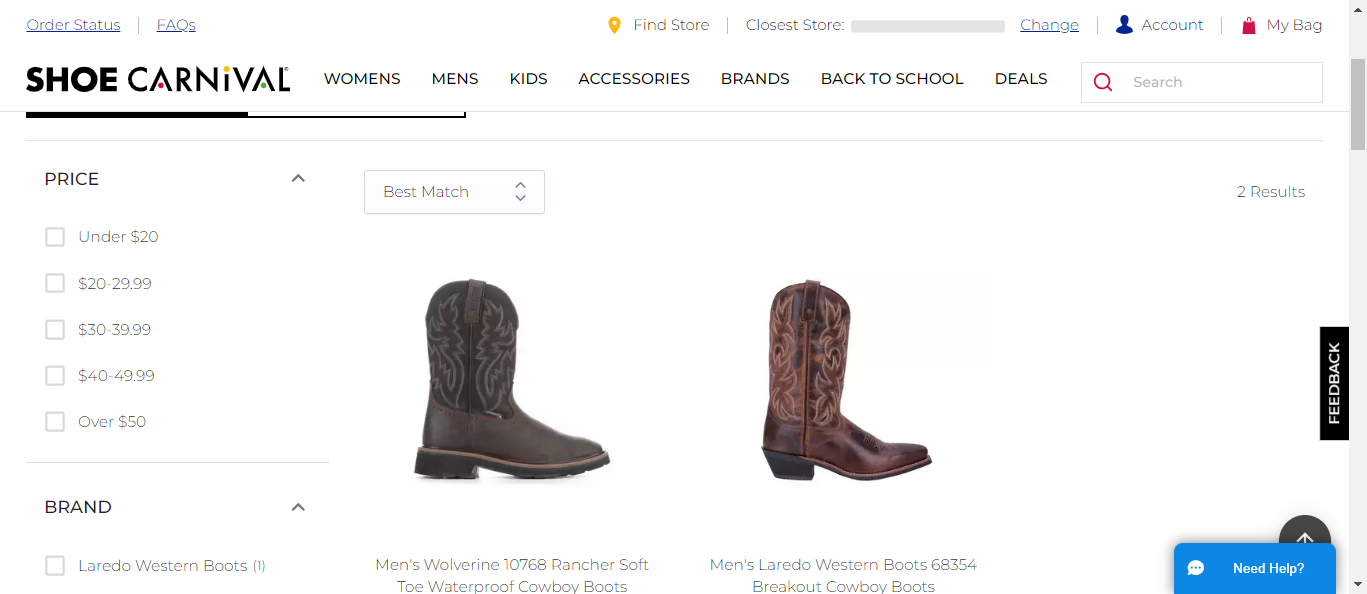 Order Status FAQs Find Store Closest Store: Change Account My Bag
SHOE CARNIVAL WOMENS MENS KIDS ACCESSORIES BRANDS BACK TO SCHOOL DEALS Search
PRICE Best Match 2 Results
Under $20
$20-29.99
$30-39.99
$40-49.99
Over $50
FEEDBACK
BRAND
Laredo Western Boots (1)
Men's Wolverine 10768 Rancher Soft
Toe Waterproof Cowboy Boots
Men's Laredo Western Boots 68354
Breakout Cowboy Boots
Need Help?